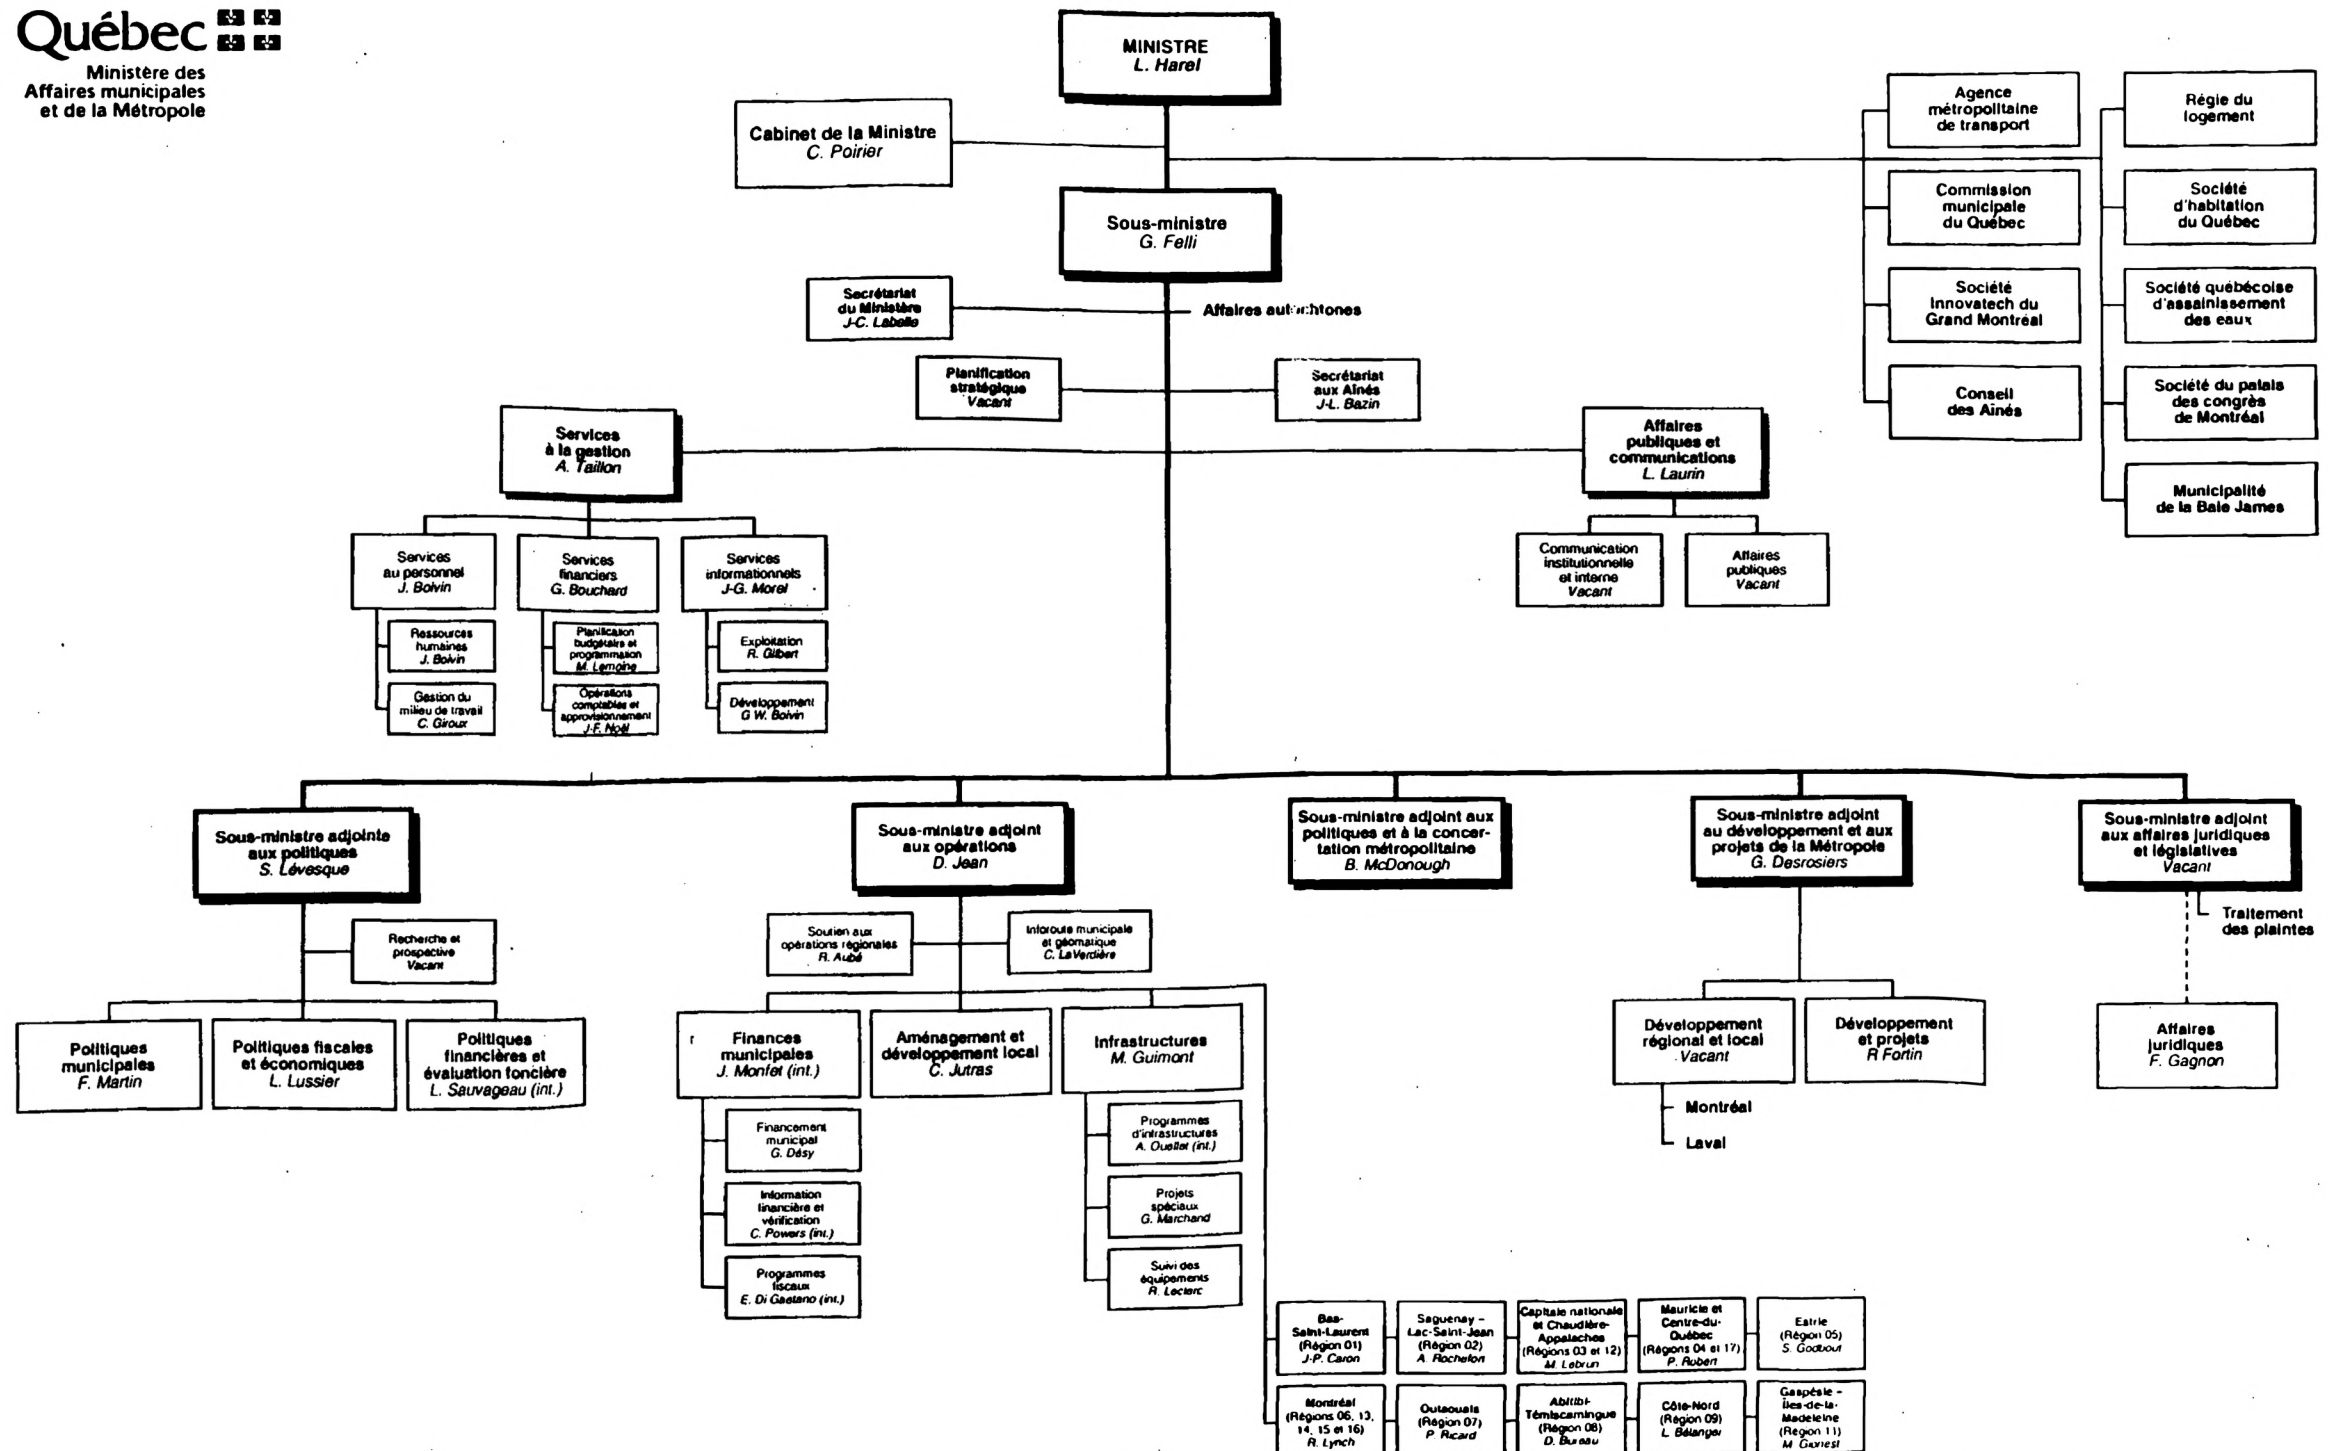 Québec
Ministère des
Affaires municipales
et de la Métropole
MINISTRE
L. Harel
Cabinet de la Ministre
C. Poirier
Sous-ministre
G. Felli
Secrétariat
du Ministère
J-C. Labelle
Affaires autochtones
Planification
stratégique
Vacant
Secrétariat
aux Aînés
J-L. Bazin
Agence
métropolitaine
de transport
Commission
municipale
du Québec
Société
Innovatech du
Grand Montréal
Conseil
des Aînés
Régie du
logement
Société
d'habitation
du Québec
Société québécoise
d'assainissement
des eaux
Société du palais
des congrès
de Montréal
Municipalité
de la Baie James
Services
à la gestion
A. Taillon
Affaires
publiques et
communications
L. Laurin
Services
au personnel
J. Boivin
Ressources
humaines
J. Boivin
Gestion du
milieu de travail
C. Giroux
Services
financiers
G. Bouchard
Planification
budgétaire et
programmation
M. Lemoine
Opérations
comptables et
approvisionnement
J-F. Noël
Services
informationnels
J-G. Morel
Exploitation
R. Gilbert
Développement
G W. Boivin
Communication
institutionnelle
et interne
Vacant
Affaires
publiques
Vacant
Sous-ministre adjointe
aux politiques
S. Lévesque
Recherche et
prospective
Vacant
Politiques
municipales
F. Martin
Politiques fiscales
et économiques
L. Lussier
Politiques
financières et
évaluation foncière
L. Sauvageau (int.)
Sous-ministre adjoint
aux opérations
D. Jean
Soutien aux
opérations régionales
R. Aubé
Inforoute municipale
et géomatique
C. LaVerdière
Finances
municipales
J. Monfet (int.)
Financement
municipal
G. Désy
Information
financière et
vérification
C. Powers (int.)
Programmes
fiscaux
E. Di Gaetano (int.)
Aménagement et
développement local
C. Jutras
Infrastructures
M. Guimont
Programmes
d'infrastructures
A. Ouellet (int.)
Projets
spéciaux
G. Marchand
Suivi des
équipements
R. Leclerc
Sous-ministre adjoint aux
politiques et à la concer-
tation métropolitaine
B. McDonough
Sous-ministre adjoint
au développement et aux
projets de la Métropole
G. Desrosiers
Développement
régional et local
Vacant
Montréal
Laval
Développement
et projets
R Fortin
Sous-ministre adjoint
aux affaires juridiques
et législatives
Vacant
Traitement
des plaintes
Affaires
juridiques
F. Gagnon
Bas-
Saint-Laurent
(Région 01)
J-P. Caron
Saguenay –
Lac-Saint-Jean
(Région 02)
A. Rochefort
Capitale nationale
et Chaudière-
Appalaches
(Régions 03 et 12)
M. Lebrun
Mauricie et
Centre-du-
Québec
(Régions 04 et 17)
P. Robert
Estrie
(Région 05)
S. Godbout
Montréal
(Régions 06, 13,
14, 15 et 16)
R. Lynch
Outaouais
(Région 07)
P. Ricard
Abitibi-
Témiscamingue
(Région 08)
D. Bureau
Côte-Nord
(Région 09)
L. Bélanger
Gaspésie –
Îles-de-la-
Madeleine
(Région 11)
M. Gionest